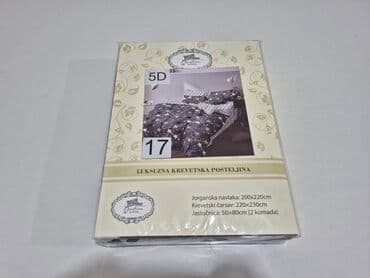 5D
17
LUKSUZNA KREVETSKA POSTELJINA
Jorganska navlaka: 200x220cm
Krevetski čaršav: 220x230cm
Jastučnica: 50x80cm (2 komada)